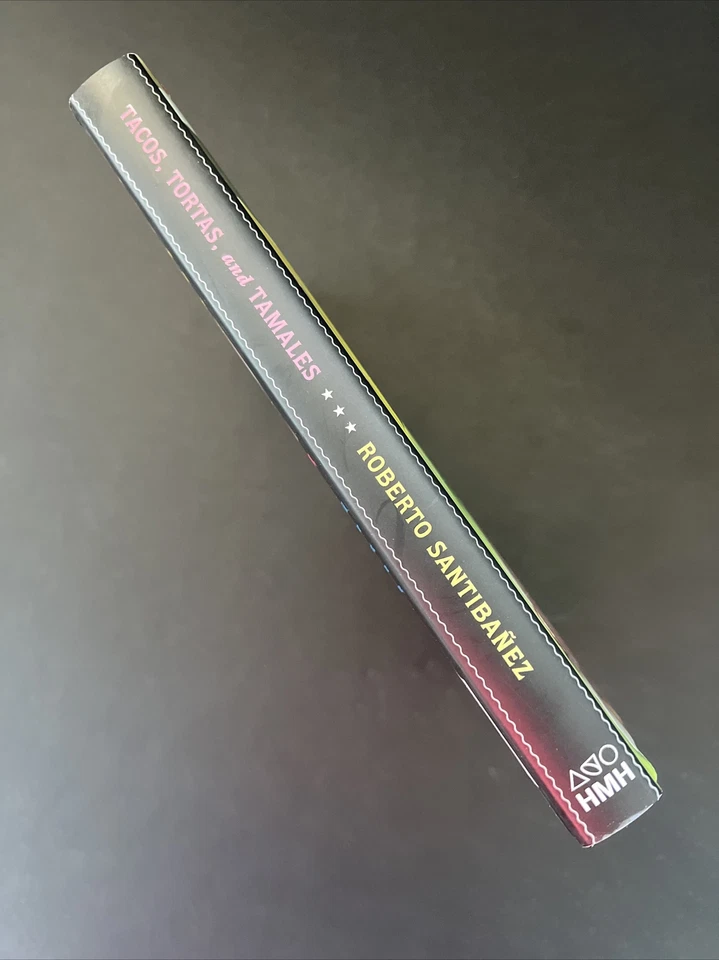 TACOS, TORTAS, and TAMALES ★★★ ROBERTO SANTIBAÑEZ
HMH